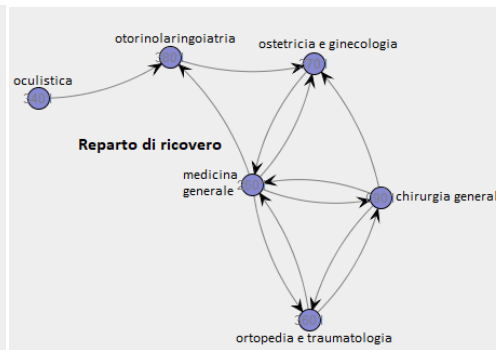 otorinolaringoiatria
ostetricia e ginecologia
oculistica
Reparto di ricovero
medicina
generale
chirurgia general
ortopedia e traumatologia